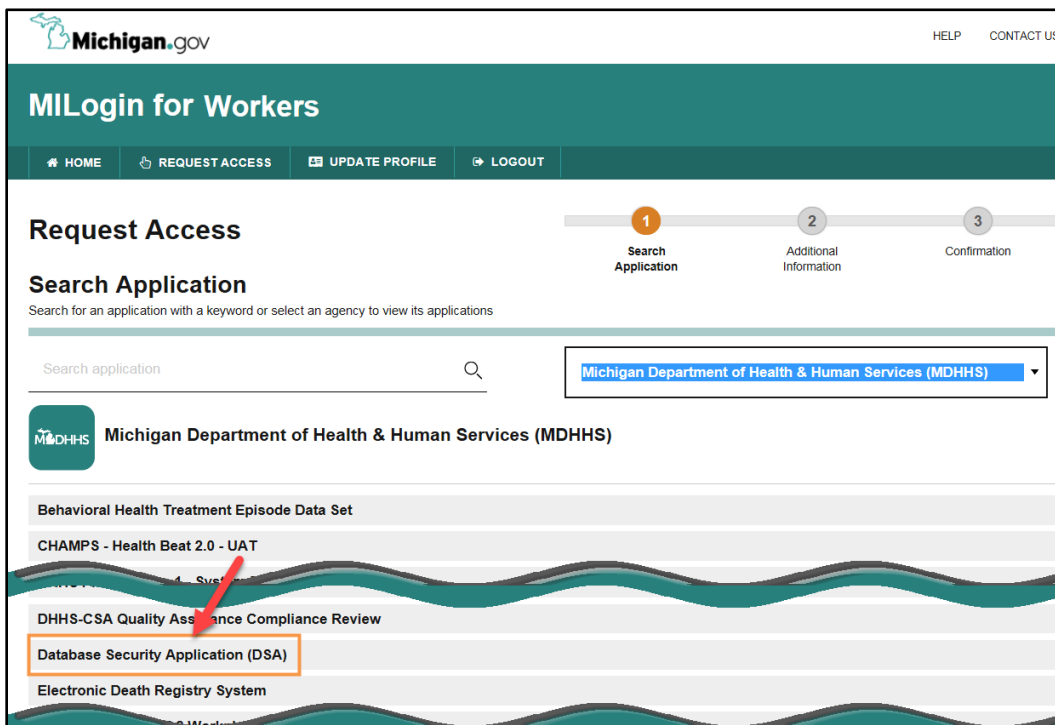 Michigan.gov
HELP CONTACT US
MILogin for Workers
HOME REQUEST ACCESS UPDATE PROFILE LOGOUT
Request Access
1 2 3
Search Application
Additional Information
Confirmation
Search Application
Search for an application with a keyword or select an agency to view its applications
Search application
Michigan Department of Health & Human Services (MDHHS)
MDHHS
Michigan Department of Health & Human Services (MDHHS)
Behavioral Health Treatment Episode Data Set
CHAMPS - Health Beat 2.0 - UAT
DHHS-CSA Quality Assurance Compliance Review
Database Security Application (DSA)
Electronic Death Registry System